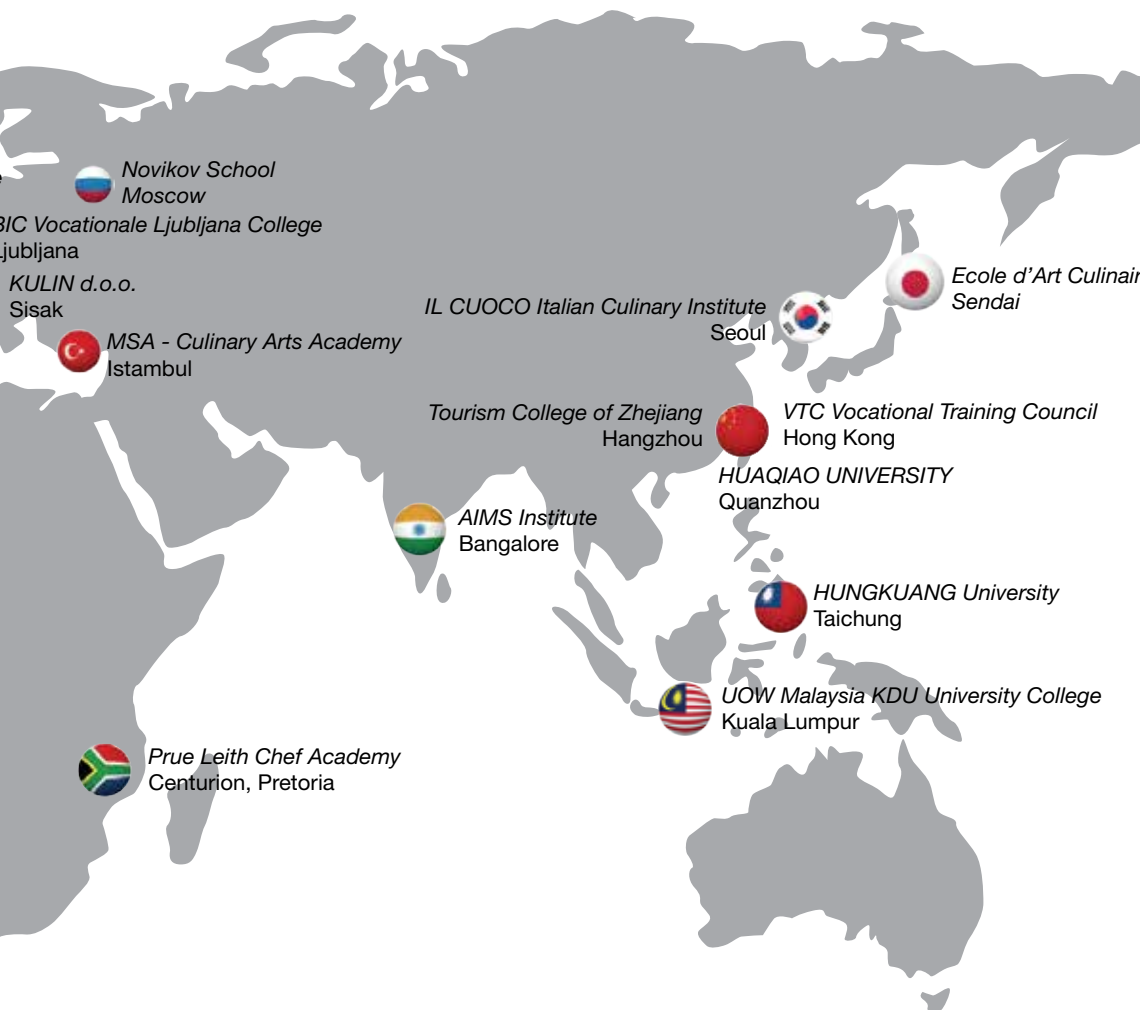 Novikov School
Moscow
BIC Vocationale Ljubljana College
Ljubljana
KULIN d.o.o.
Sisak
MSA - Culinary Arts Academy
Istambul
IL CUOCO Italian Culinary Institute
Seoul
Ecole d'Art Culinair
Sendai
Tourism College of Zhejiang
Hangzhou
VTC Vocational Training Council
Hong Kong
HUAQIAO UNIVERSITY
Quanzhou
AIMS Institute
Bangalore
HUNGKUANG University
Taichung
UOW Malaysia KDU University College
Kuala Lumpur
Prue Leith Chef Academy
Centurion, Pretoria